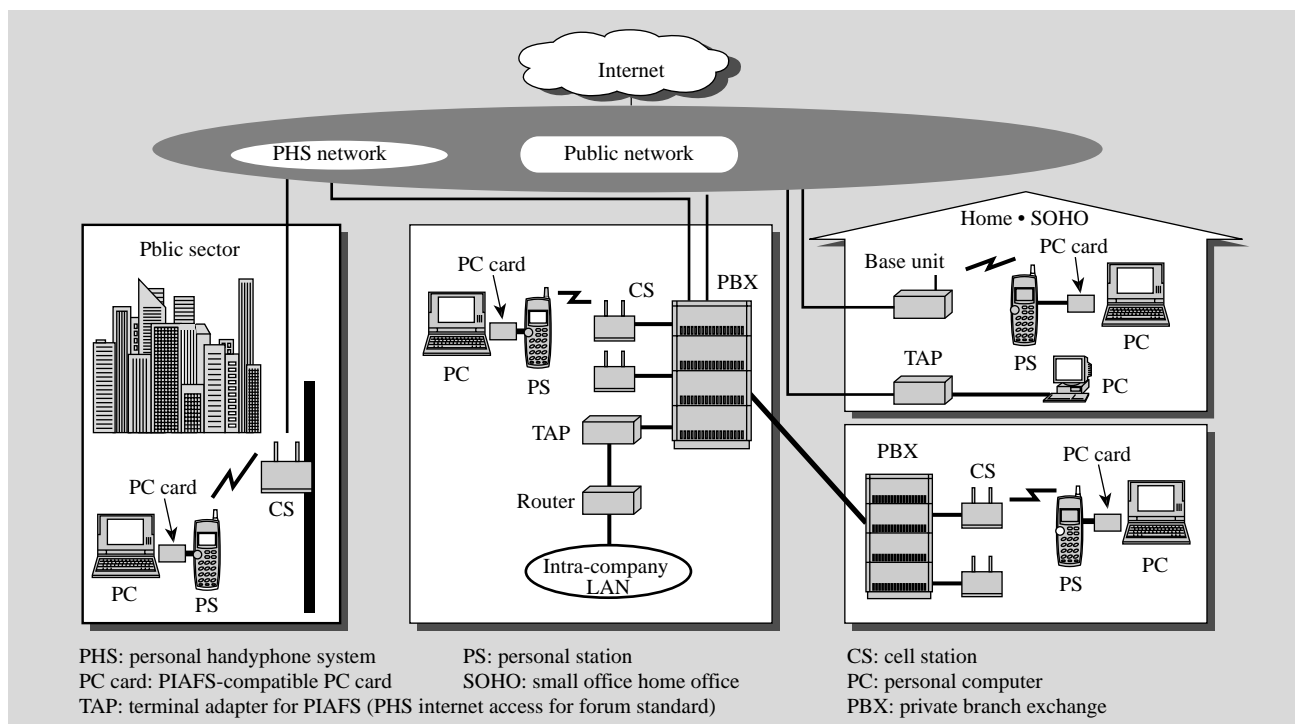 Internet
PHS network
Public network
Pblic sector
PC card
CS
PC
PS
PC card
CS
PBX
PC
PS
TAP
Router
Intra-company
LAN
Home • SOHO
Base unit
PC card
PS
PC
TAP
PC
PBX
CS
PC card
PS
PC
PHS: personal handyphone system
PC card: PIAFS-compatible PC card
TAP: terminal adapter for PIAFS (PHS internet access for forum standard)
PS: personal station
SOHO: small office home office
CS: cell station
PC: personal computer
PBX: private branch exchange